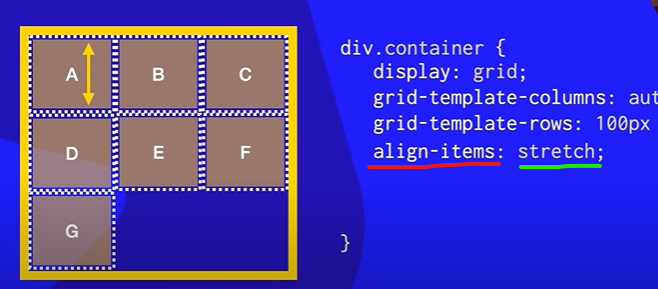 A B C
D E F
G
div.container {
display: grid;
grid-template-columns: aut
grid-template-rows: 100px
align-items: stretch;
}